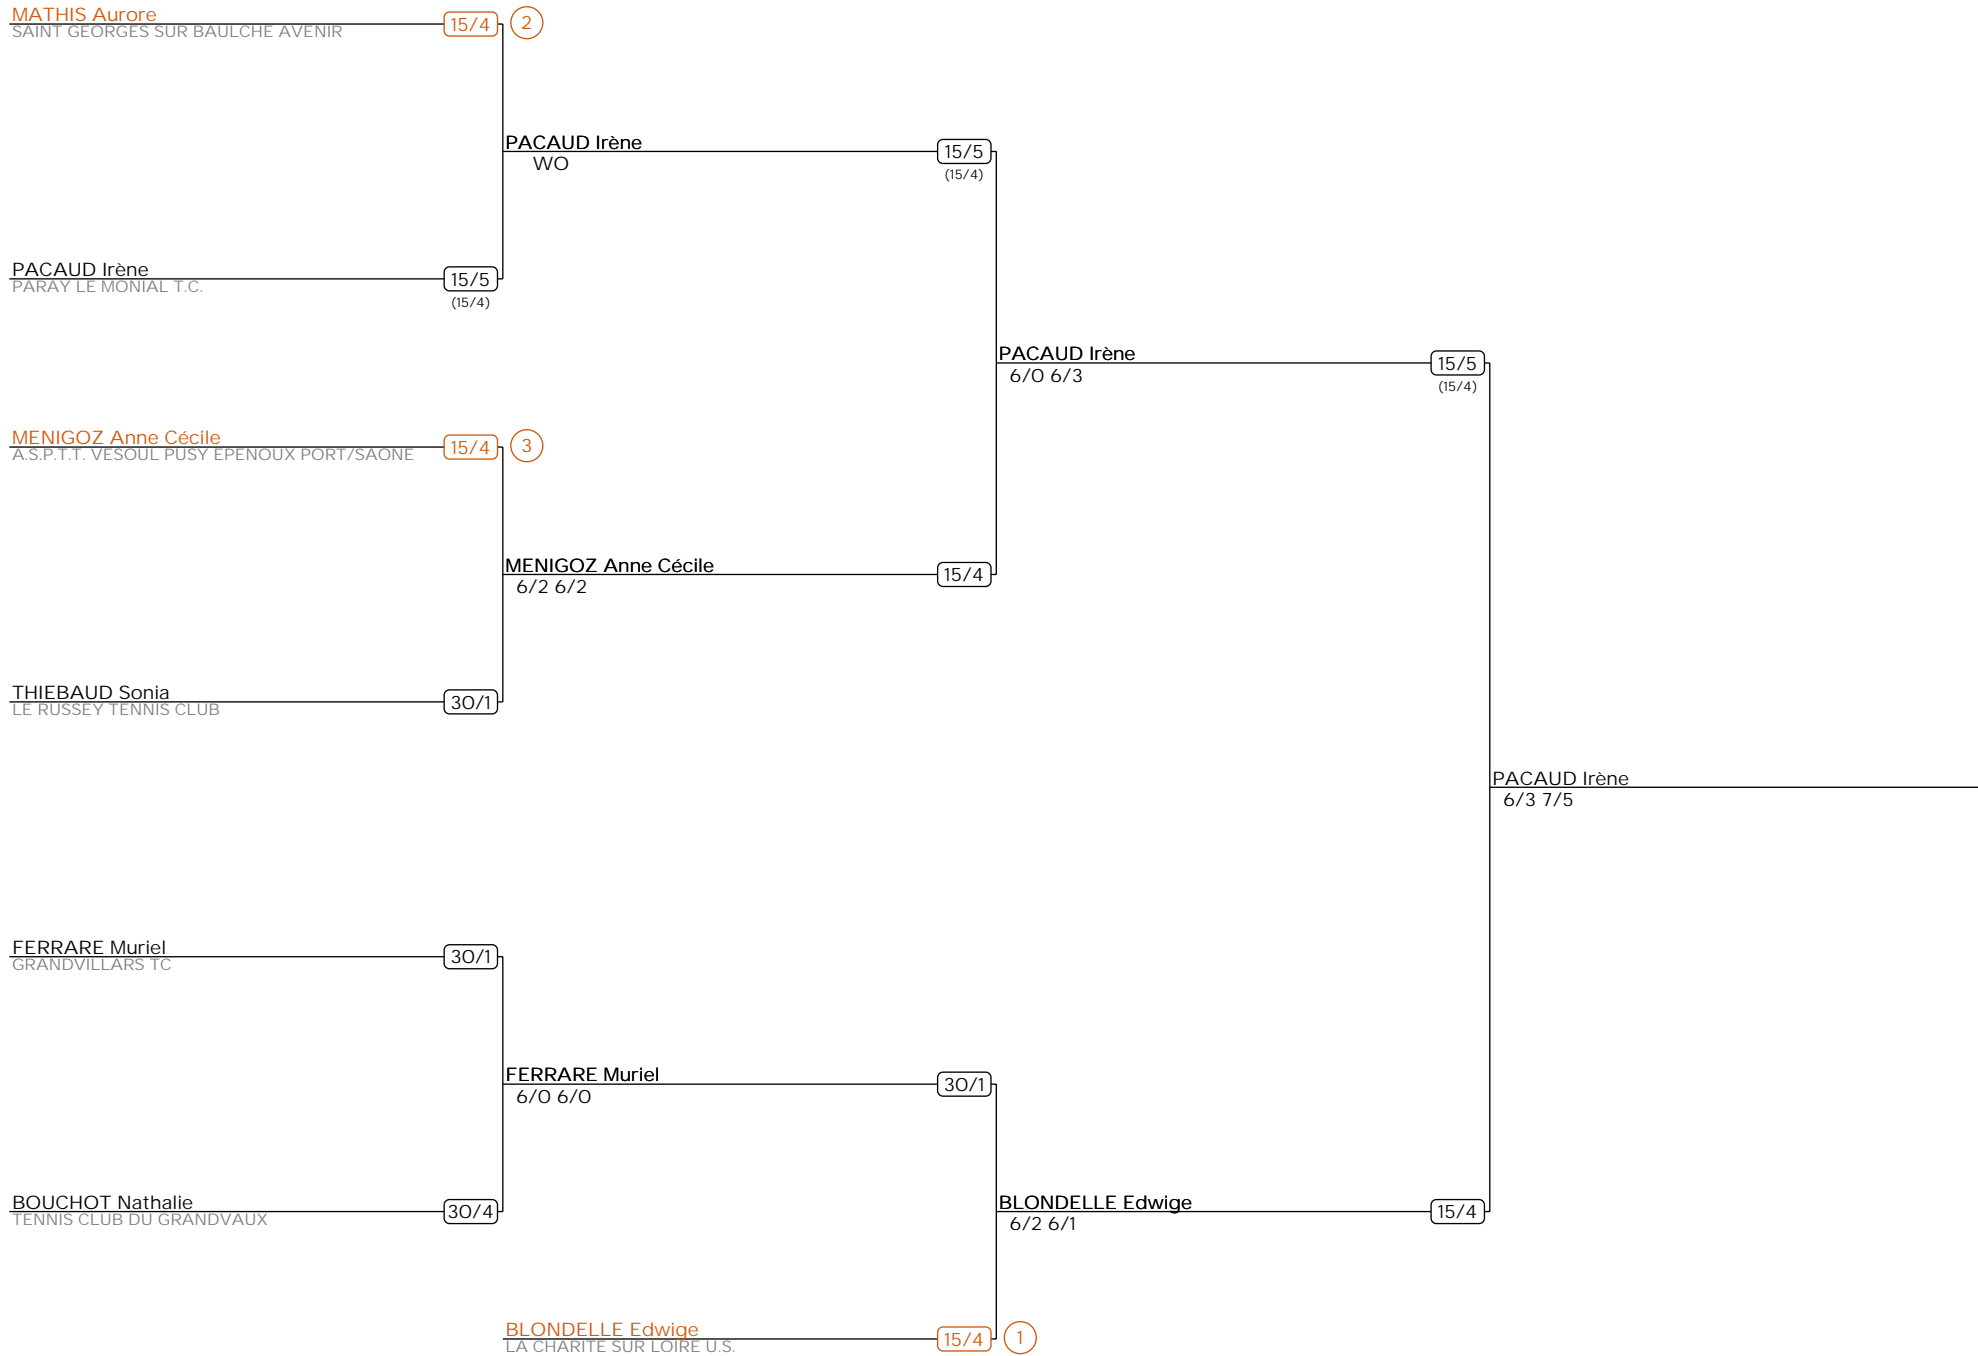 MATHIS Aurore
15/4 2
SAINT GEORGES SUR BAULCHE AVENIR
PACAUD Irène
15/5
WO
(15/4)
PACAUD Irène
15/5
PARAY LE MONIAL T.C.
(15/4)
PACAUD Irène
15/5
6/0 6/3
(15/4)
MENIGOZ Anne Cécile
15/4 3
A.S.P.T.T. VESOUL PUSY EPENOUX PORT/SAONE
MENIGOZ Anne Cécile
15/4
6/2 6/2
THIEBAUD Sonia
30/1
LE RUSSEY TENNIS CLUB
PACAUD Irène
6/3 7/5
FERRARE Muriel
30/1
GRANDVILLARS TC
FERRARE Muriel
30/1
6/0 6/0
BOUCHOT Nathalie
30/4
TENNIS CLUB DU GRANDVAUX
BLONDELLE Edwige
15/4
6/2 6/1
BLONDELLE Edwige
15/4 1
LA CHARITE SUR LOIRE U.S.